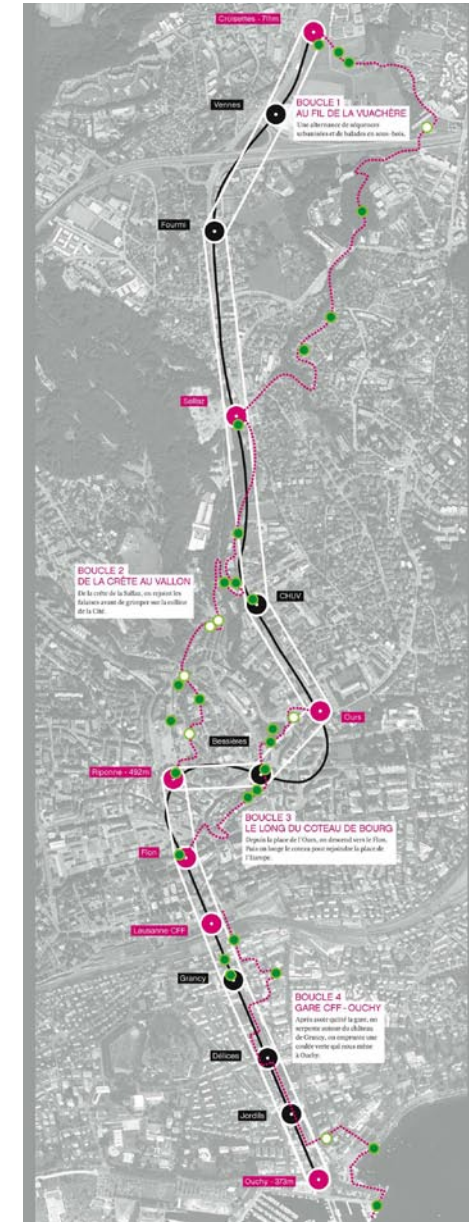 Croisettes - 711m
Vennes
BOUCLE 1
AU FIL DE LA VUACHÈRE
Une alternance de séquences
urbanisées et de balades en sous-bois.
Fourmi
Sallaz
BOUCLE 2
DE LA CRÊTE AU VALLON
De la crête de la Sallaz, on rejoint les
falaises avant de grimper sur la colline
de la Cité.
CHUV
Ours
Bessières
Riponne - 492m
BOUCLE 3
LE LONG DU COTEAU DE BOURG
Depuis la place de l'Ours, on descend vers le Flon.
Puis on longe le coteau pour rejoindre la place de
l'Europe.
Flon
Lausanne CFF
Grancy
BOUCLE 4
GARE CFF - OUCHY
Après avoir quitté la gare, on
serpente autour du château
de Grancy, on emprunte une
coulée verte qui nous mène
à Ouchy.
Délices
Jordils
Ouchy - 373m